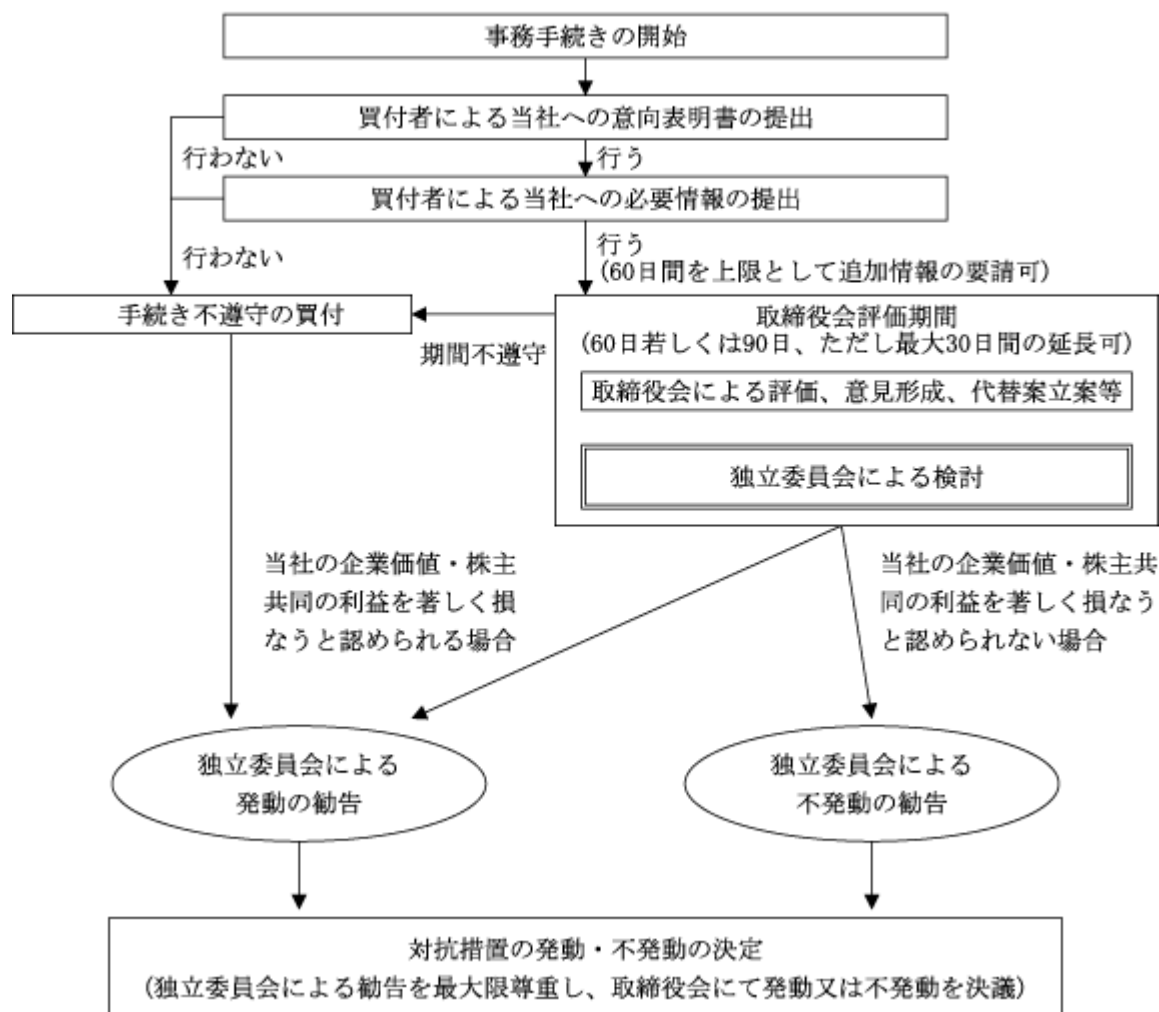 事務手続きの開始
買付者による当社への意向表明書の提出
行わない
行う
買付者による当社への必要情報の提出
行わない
行う
(60日間を上限として追加情報の要請可)
手続き不遵守の買付
期間不遵守
取締役会評価期間
(60日若しくは90日、ただし最大30日間の延長可)
取締役会による評価、意見形成、代替案立案等
独立委員会による検討
当社の企業価値・株主
共同の利益を著しく損
なうと認められる場合
当社の企業価値・株主共
同の利益を著しく損なう
と認められない場合
独立委員会による
発動の勧告
独立委員会による
不発動の勧告
対抗措置の発動・不発動の決定
(独立委員会による勧告を最大限尊重し、取締役会にて発動又は不発動を決議)